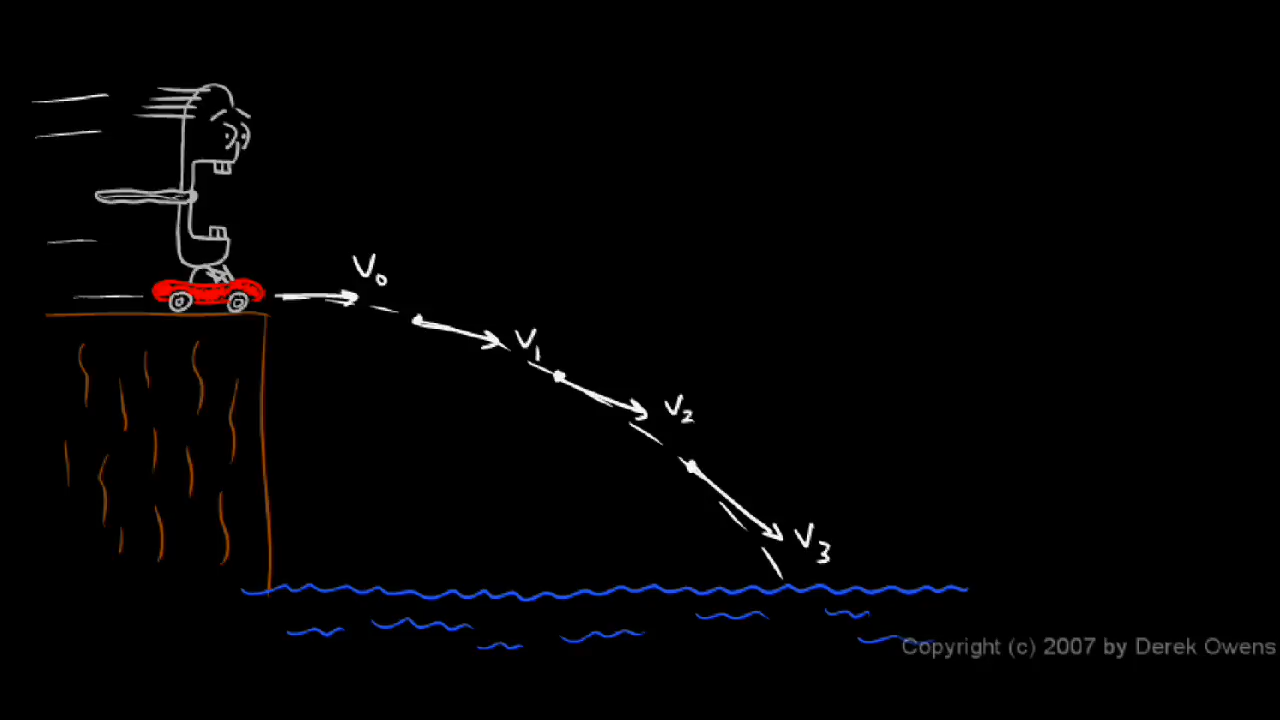 V₀
V₁
V₂
V₃
Copyright (c) 2007 by Derek Owens